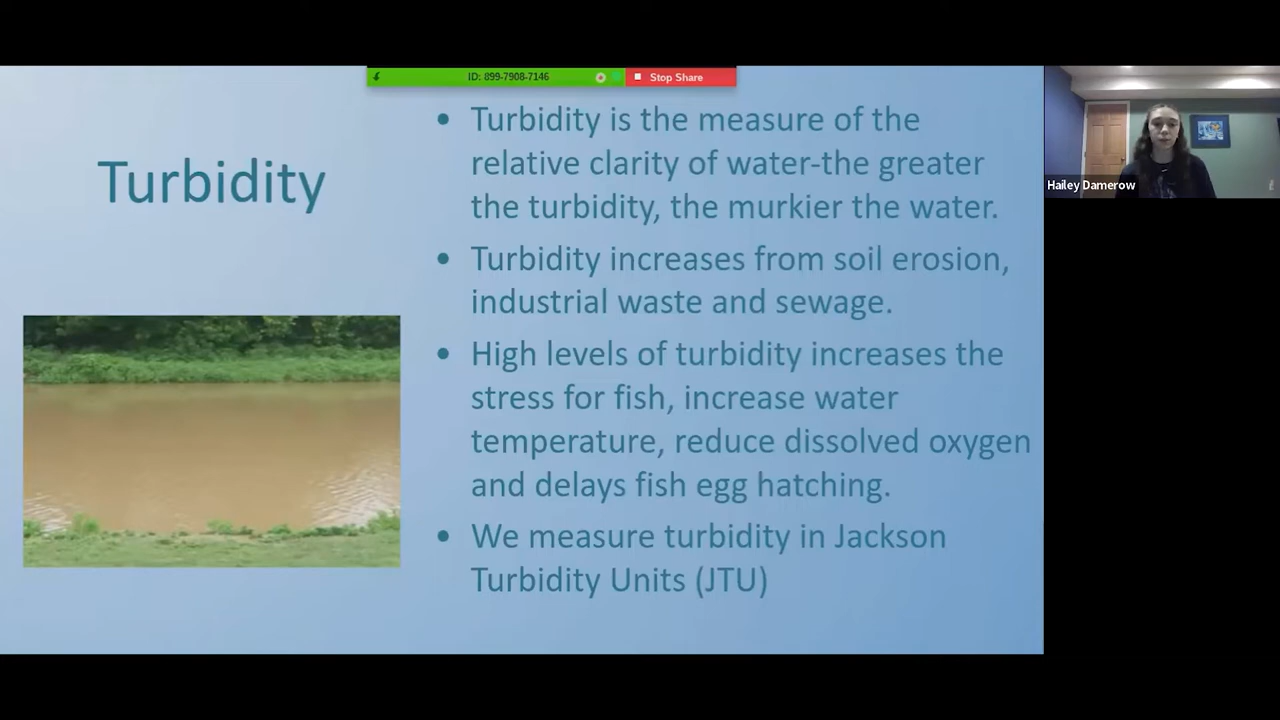 ID: 899-7908-7146
Stop Share
Turbidity
• Turbidity is the measure of the
relative clarity of water-the greater
the turbidity, the murkier the water.
• Turbidity increases from soil erosion,
industrial waste and sewage.
• High levels of turbidity increases the
stress for fish, increase water
temperature, reduce dissolved oxygen
and delays fish egg hatching.
• We measure turbidity in Jackson
Turbidity Units (JTU)
Hailey Damerow